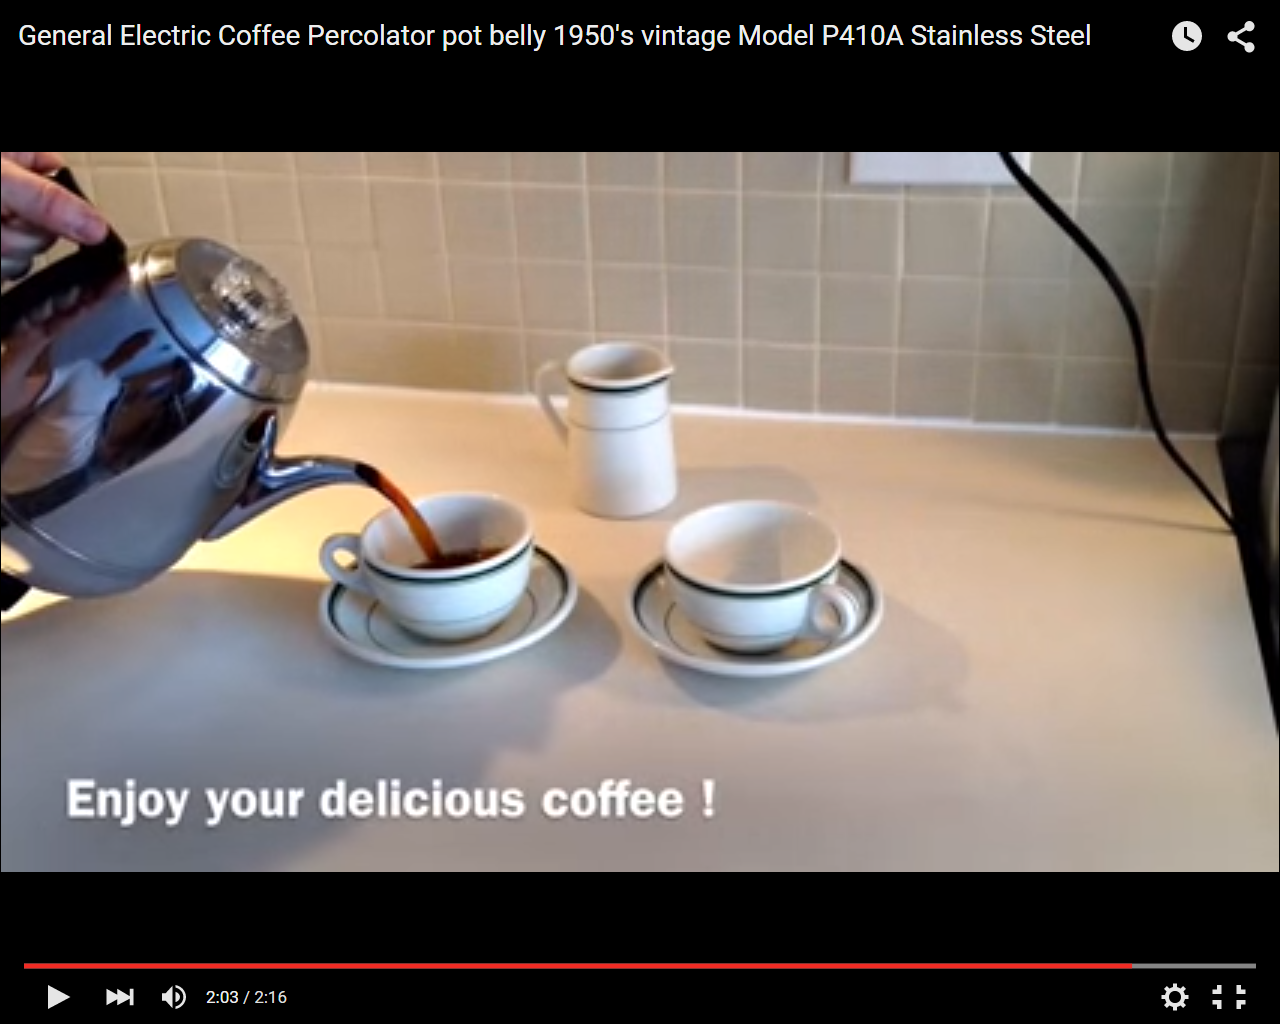 General Electric Coffee Percolator pot belly 1950's vintage Model P410A Stainless Steel
Enjoy your delicious coffee !
2:03 / 2:16